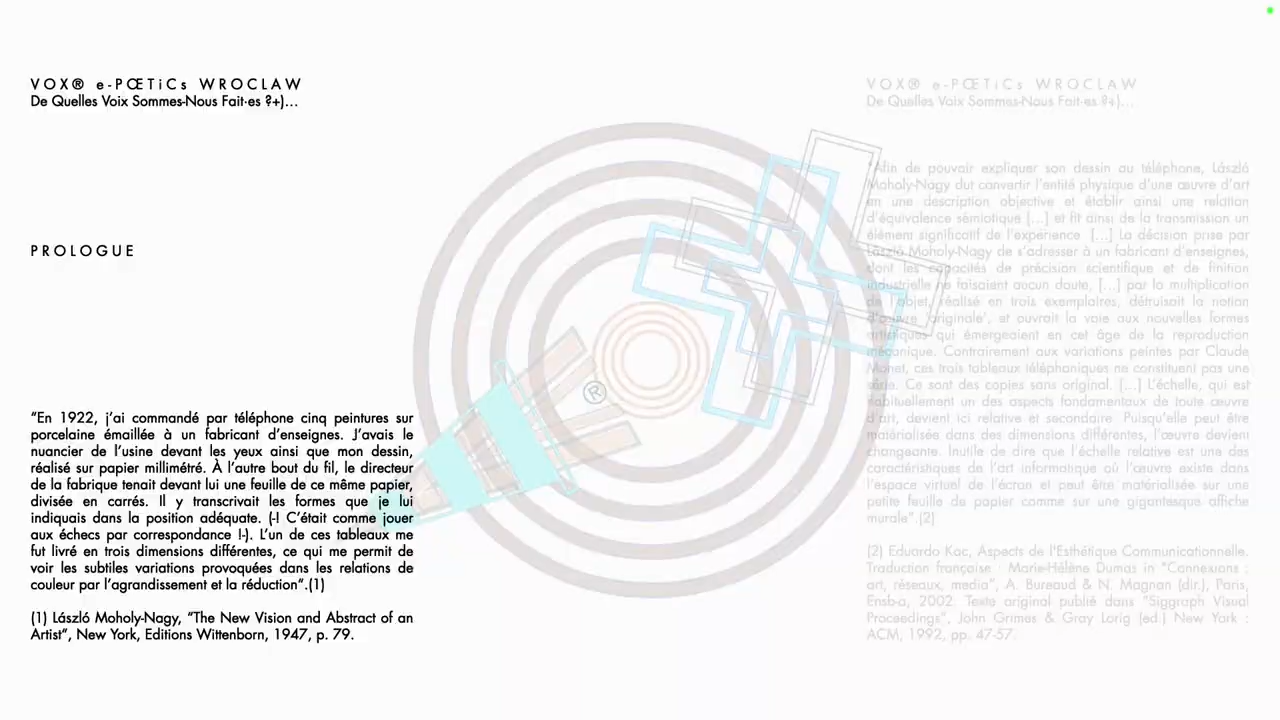 VOX® e-PŒTiCs WROCLAW
De Quelles Voix Sommes-Nous Fait·es ?+)...
PROLOGUE
“En 1922, j’ai commandé par téléphone cinq peintures sur
porcelaine émaillée à un fabricant d’enseignes. J’avais le
nuancier de l’usine devant les yeux ainsi que mon dessin,
réalisé sur papier millimétré. À l’autre bout du fil, le directeur
de la fabrique tenait devant lui une feuille de ce même papier,
divisée en carrés. Il y transcrivait les formes que je lui
indiquais dans la position adéquate. (-! C’était comme jouer
aux échecs par correspondance !-). L’un de ces tableaux me
fut livré en trois dimensions différentes, ce qui me permit de
voir les subtiles variations provoquées dans les relations de
couleur par l’agrandissement et la réduction”.(1)
(1) László Moholy-Nagy, “The New Vision and Abstract of an
Artist”, New York, Editions Wittenborn, 1947, p. 79.
®
VOX® e-PŒTiCs WROCLAW
De Quelles Voix Sommes-Nous Fait·es ?+)...
“Afin de pouvoir expliquer son dessin au téléphone, László
Moholy-Nagy dut convertir l’entité physique d’une œuvre d’art
en une description objective et établir ainsi une relation
d’équivalence sémiotique [...] et fit ainsi de la transmission un
élément significatif de l’expérience [...] La décision prise par
László Moholy-Nagy de s’adresser à un fabricant d’enseignes,
dont les capacités de précision scientifique et de finition
industrielle ne faisaient aucun doute, [...] par la multiplication
de l’objet, réalisé en trois exemplaires, détruisait la notion
d’œuvre ‘originale’, et ouvrait la voie aux nouvelles formes
artistiques qui émergeaient en cet âge de la reproduction
mécanique. Contrairement aux variations peintes par Claude
Monet, ces trois tableaux téléphoniques ne constituent pas une
série. Ce sont des copies sans original. [...] L’échelle, qui est
habituellement un des aspects fondamentaux de toute œuvre
d’art, devient ici relative et secondaire. Puisqu’elle peut être
matérialisée dans des dimensions différentes, l’œuvre devient
changeante. Inutile de dire que l’échelle relative est une des
caractéristiques de l’art informatique où l’œuvre existe dans
l’espace virtuel de l’écran et peut être matérialisée sur une
petite feuille de papier comme sur une gigantesque affiche
murale”.(2)
(2) Eduardo Kac, Aspects de l'Esthétique Communicationnelle.
Traduction française : Marie-Hélène Dumas in “Connexions :
art, réseaux, media”, A. Bureaud & N. Magnan (dir.), Paris,
Ensb-a, 2002. Texte original publié dans “Siggraph Visual
Proceedings”, John Grimes & Gray Lorig (ed.) New York :
ACM, 1992, pp. 47-57.